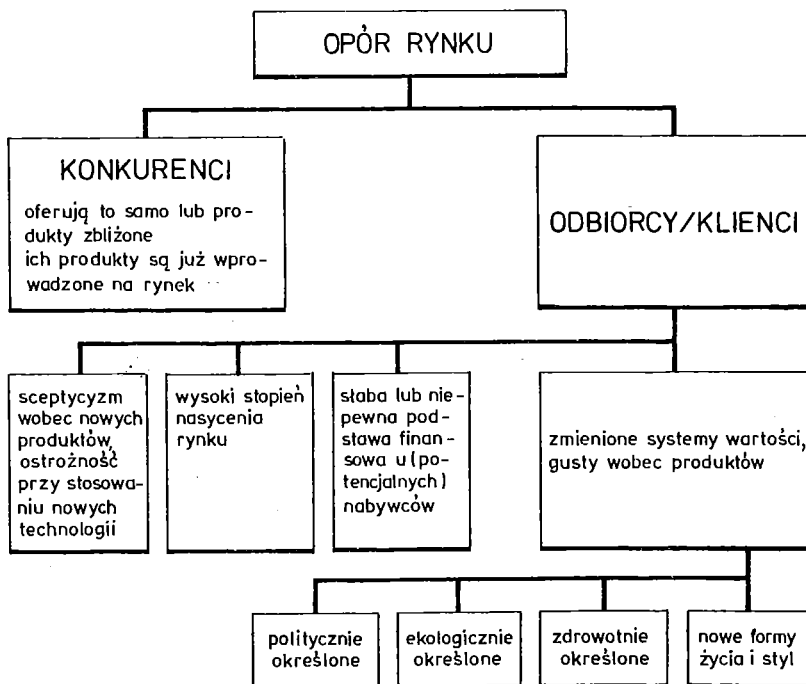 OPÓR RYNKU
KONKURENCI
oferują to samo lub pro-
dukty zbliżone
ich produkty są już wpro-
wadzone na rynek
ODBIORCY/KLIENCI
sceptycyzm
wobec nowych
produktów,
ostrożność
przy stosowa-
niu nowych
technologii
wysoki stopień
nasycenia
rynku
słaba lub nie-
pewna pod-
stawa finan-
sowa u (po-
tencjalnych)
nabywców
zmienione systemy wartości,
gusty wobec produktów
politycznie
określone
ekologicznie
określone
zdrowotnie
określone
nowe formy
życia i styl